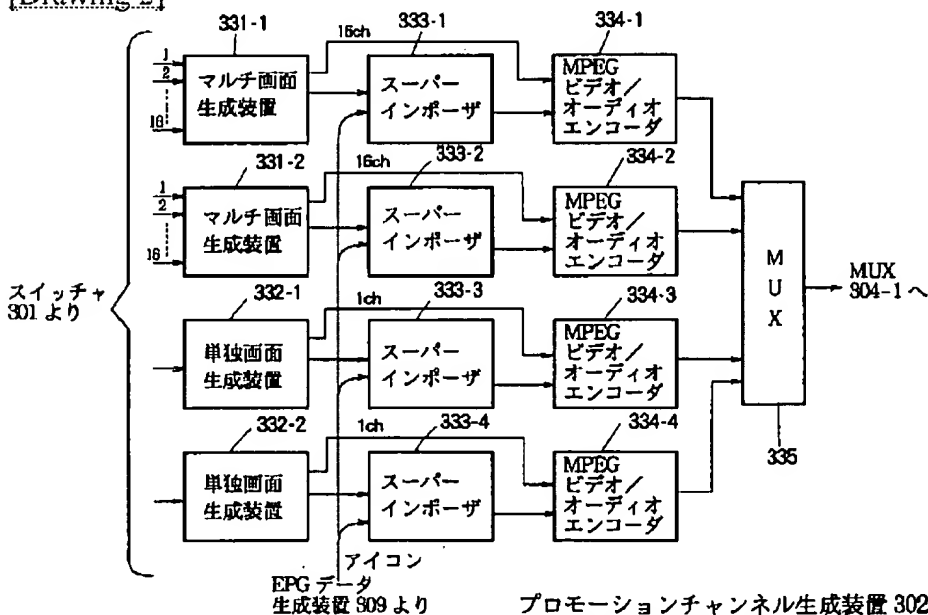 [Drawing 2]
331-1
16ch
333-1
334-1
1
2
16
マルチ画面
生成装置
スーパー
インポーザ
MPEG
ビデオ/
オーディオ
エンコーダ
331-2
16ch
333-2
334-2
1
2
16
マルチ画面
生成装置
スーパー
インポーザ
MPEG
ビデオ/
オーディオ
エンコーダ
スイッチャ
301 より
332-1
1ch
333-3
334-3
単独画面
生成装置
スーパー
インポーザ
MPEG
ビデオ/
オーディオ
エンコーダ
332-2
1ch
333-4
334-4
単独画面
生成装置
スーパー
インポーザ
MPEG
ビデオ/
オーディオ
エンコーダ
M
U
X
MUX
304-1 へ
335
アイコン
EPG データ
生成装置 309 より
プロモーションチャンネル生成装置 302